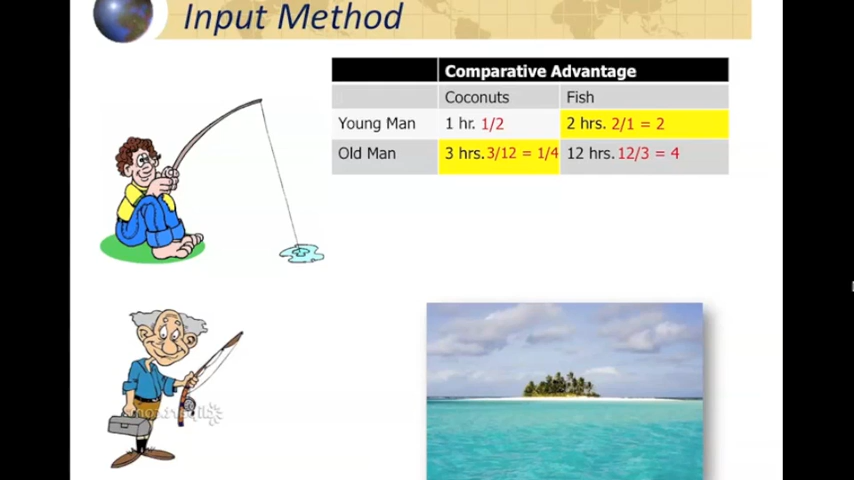 Input Method
Comparative Advantage
Coconuts Fish
Young Man 1 hr. 1/2 2 hrs. 2/1 = 2
Old Man 3 hrs. 3/12 = 1/4 12 hrs. 12/3 = 4